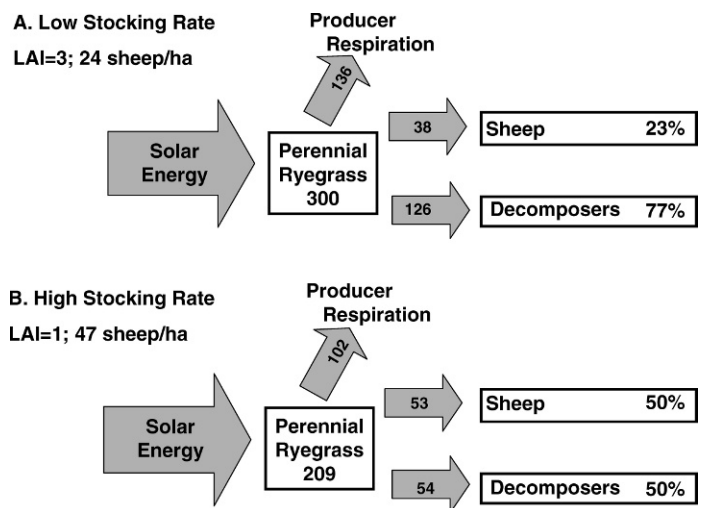 A. Low Stocking Rate
LAI=3; 24 sheep/ha
Producer
Respiration
136
Solar
Energy
Perennial
Ryegrass
300
38
Sheep 23%
126
Decomposers 77%
B. High Stocking Rate
LAI=1; 47 sheep/ha
Producer
Respiration
102
Solar
Energy
Perennial
Ryegrass
209
53
Sheep 50%
54
Decomposers 50%